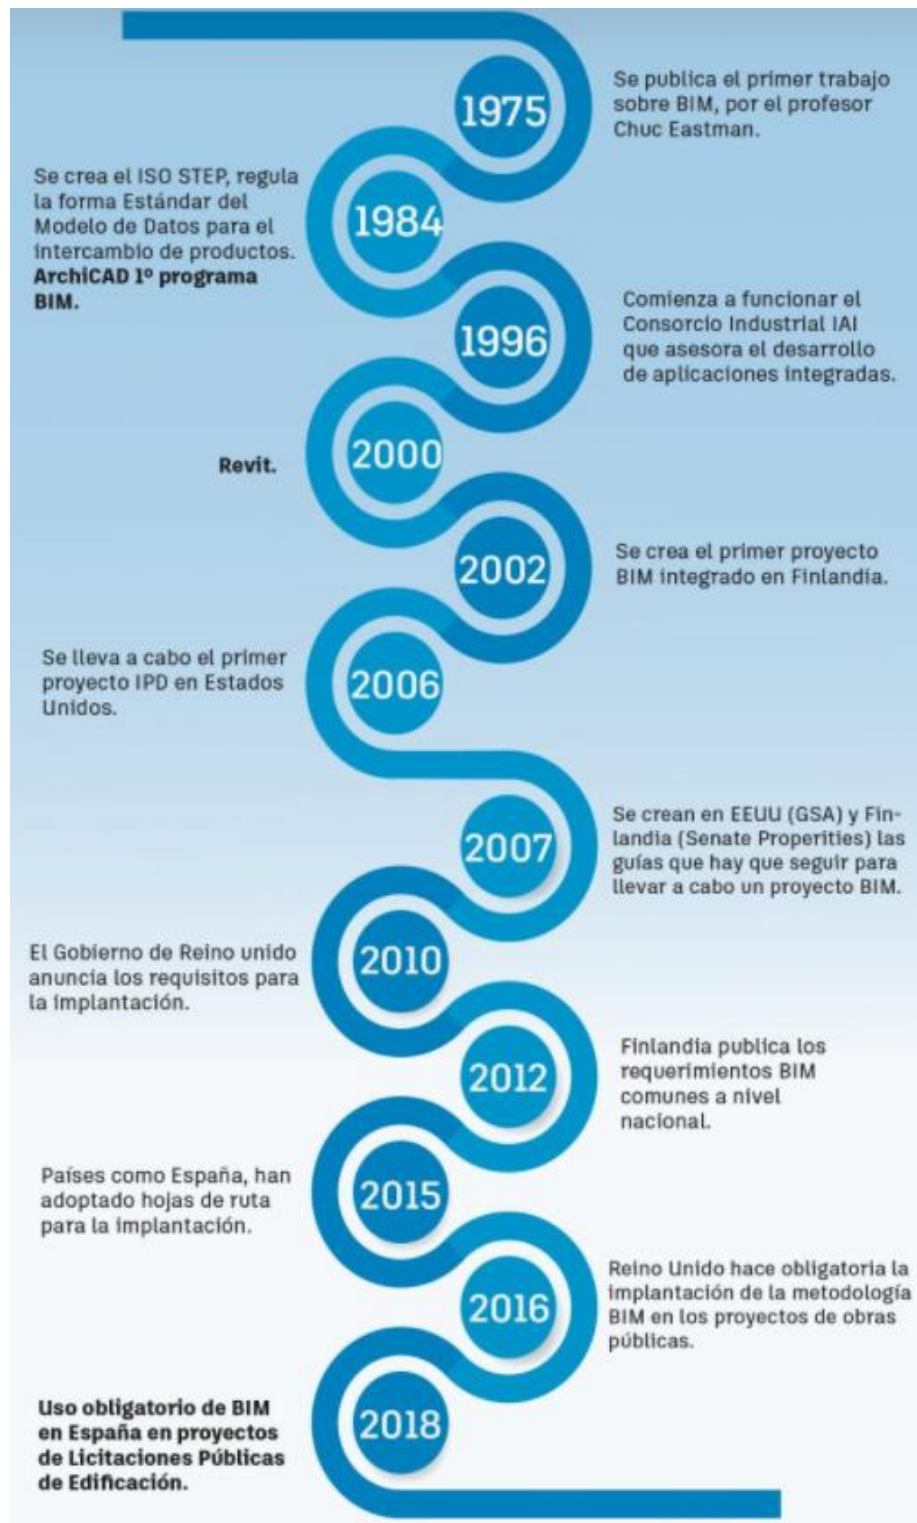 1975
Se publica el primer trabajo
sobre BIM, por el profesor
Chuc Eastman.
Se crea el ISO STEP, regula
la forma Estándar del
Modelo de Datos para el
intercambio de productos.
ArchiCAD 1º programa
BIM.
1984
1996
Comienza a funcionar el
Consorcio Industrial IAI
que asesora el desarrollo
de aplicaciones integradas.
Revit.
2000
2002
Se crea el primer proyecto
BIM integrado en Finlandia.
Se lleva a cabo el primer
proyecto IPD en Estados
Unidos.
2006
2007
Se crean en EEUU (GSA) y Fin-
landia (Senate Properities) las
guías que hay que seguir para
llevar a cabo un proyecto BIM.
El Gobierno de Reino unido
anuncia los requisitos para
la implantación.
2010
2012
Finlandia publica los
requerimientos BIM
comunes a nivel
nacional.
Países como España, han
adoptado hojas de ruta
para la implantación.
2015
2016
Reino Unido hace obligatoria la
implantación de la metodología
BIM en los proyectos de obras
públicas.
Uso obligatorio de BIM
en España en proyectos
de Licitaciones Públicas
de Edificación.
2018